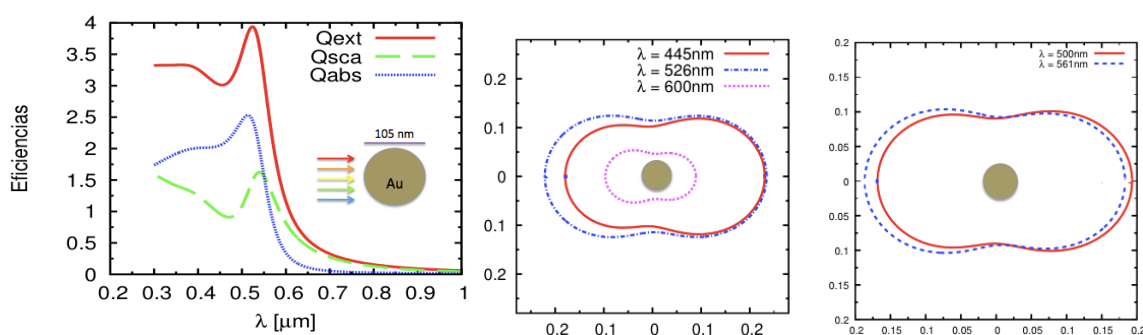 4
3.5
3
2.5
2
1.5
1
0.5
0
Eficiencias
Qext
Qsca
Qabs
105 nm
Au
0.2 0.3 0.4 0.5 0.6 0.7 0.8 0.9 1
λ [μm]
λ = 445nm
λ = 526nm
λ = 600nm
0.2
0.1
0
0.1
0.2
0.2 0.1 0 0.1 0.2
λ = 500nm
λ = 561nm
0.2
0.15
0.1
0.05
0
0.05
0.1
0.15
0.2
0.2 0.15 0.1 0.05 0 0.05 0.1 0.15 0.2